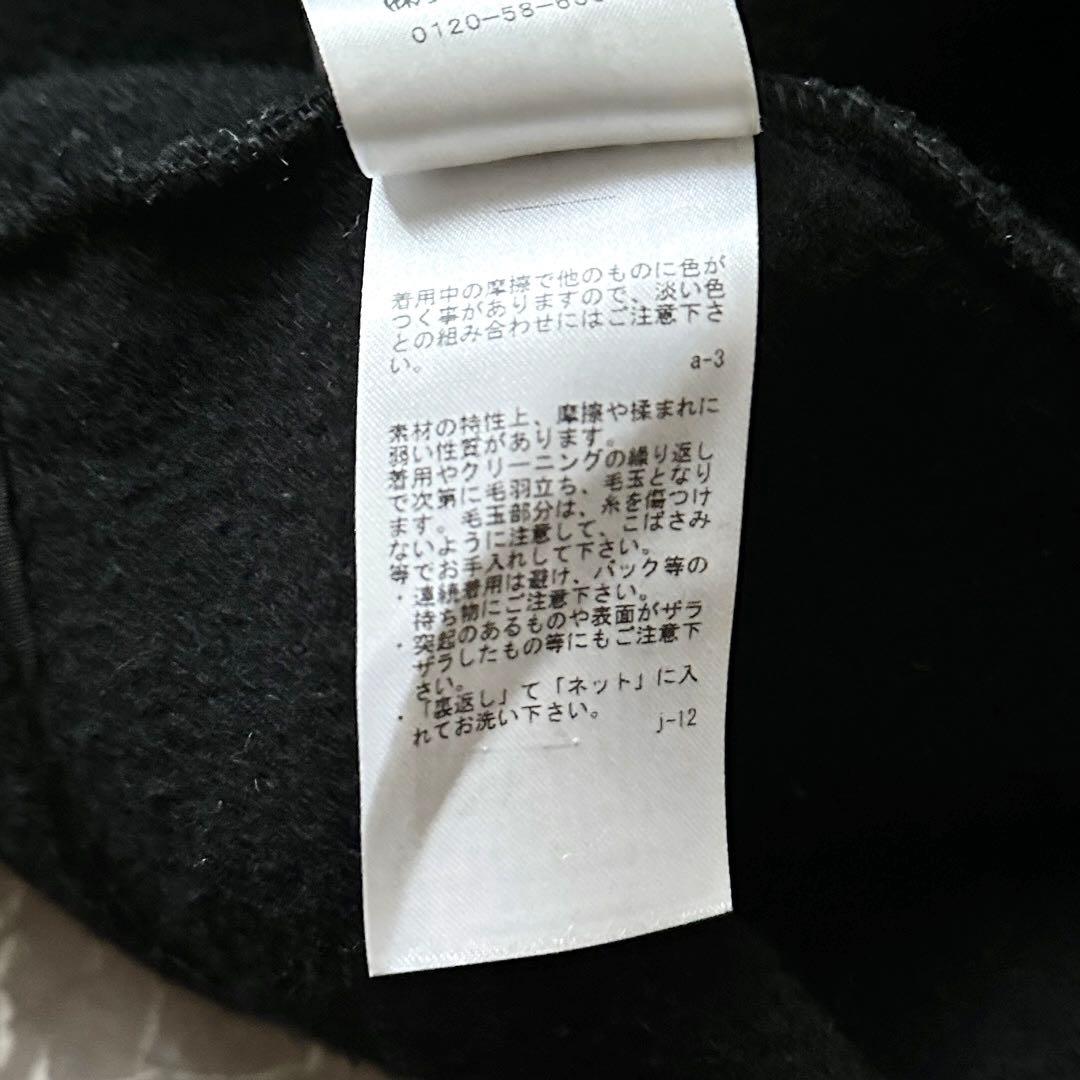 0120-58-
着用中の摩擦で他のものに色が
つく事がありますので、淡い色
との組み合わせにはご注意下さ
い。
a-3
素材の特性上、摩擦や揉まれに
弱い性質があります。
着用やクリーニングの繰り返し
で次第に毛羽立ち、毛玉となり
ます。毛玉部分は、糸を傷つけ
ないように注意して、こばさみ
等でお手入れして下さい。
・連続着用は避け、バック等の
持ち物にご注意下さい。
・突起のあるものや表面がザラ
ザラしたもの等にもご注意下
さい。
・「裏返し」て「ネット」に入
れてお洗い下さい。
j-12